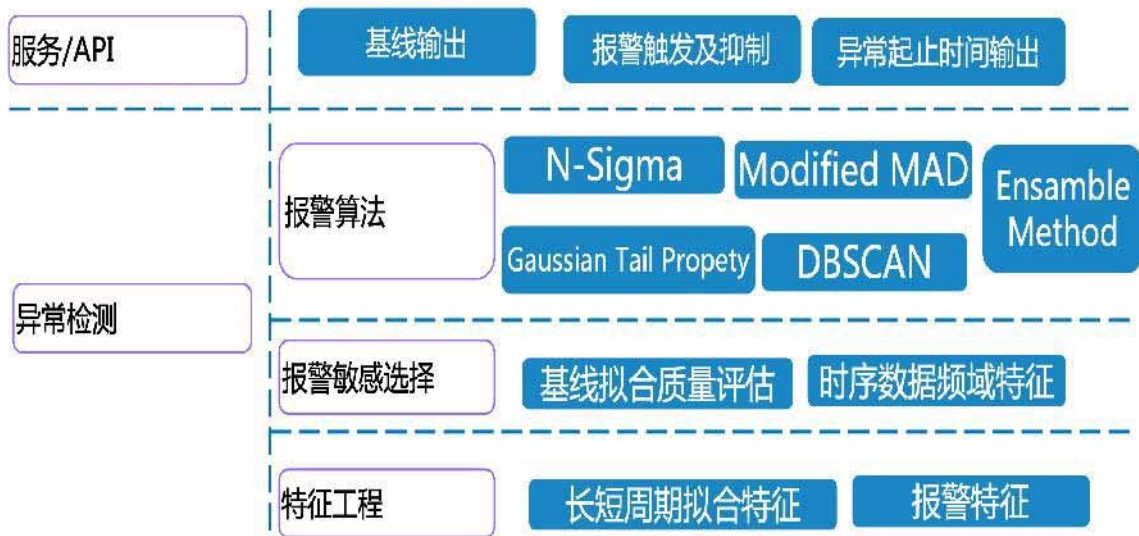 服务/API
基线输出
报警触发及抑制
异常起止时间输出
异常检测
报警算法
N-Sigma
Modified MAD
Ensamble
Method
Gaussian Tail Propety
DBSCAN
报警敏感选择
基线拟合质量评估
时序数据频域特征
特征工程
长短周期拟合特征
报警特征